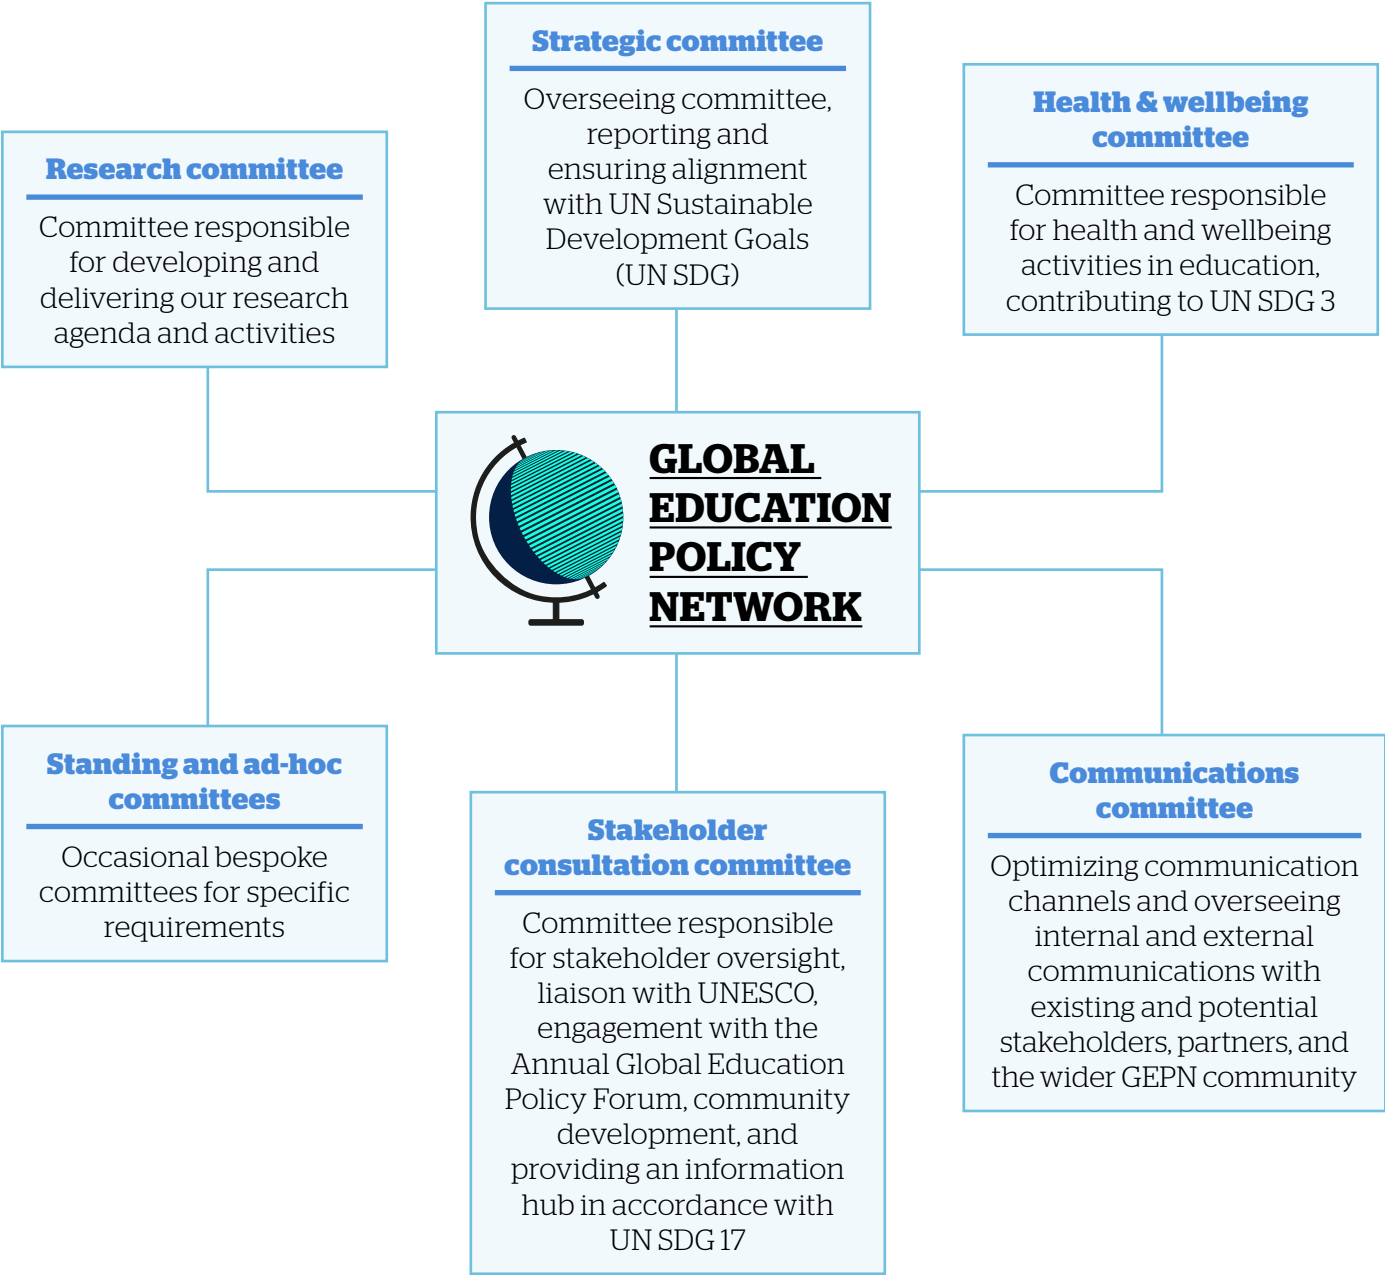 Strategic committee
Overseeing committee,
reporting and
ensuring alignment
with UN Sustainable
Development Goals
(UN SDG)
Health & wellbeing
committee
Committee responsible
for health and wellbeing
activities in education,
contributing to UN SDG 3
Research committee
Committee responsible
for developing and
delivering our research
agenda and activities
GLOBAL
EDUCATION
POLICY
NETWORK
Standing and ad-hoc
committees
Occasional bespoke
committees for specific
requirements
Stakeholder
consultation committee
Committee responsible
for stakeholder oversight,
liaison with UNESCO,
engagement with the
Annual Global Education
Policy Forum, community
development, and
providing an information
hub in accordance with
UN SDG 17
Communications
committee
Optimizing communication
channels and overseeing
internal and external
communications with
existing and potential
stakeholders, partners, and
the wider GEPN community